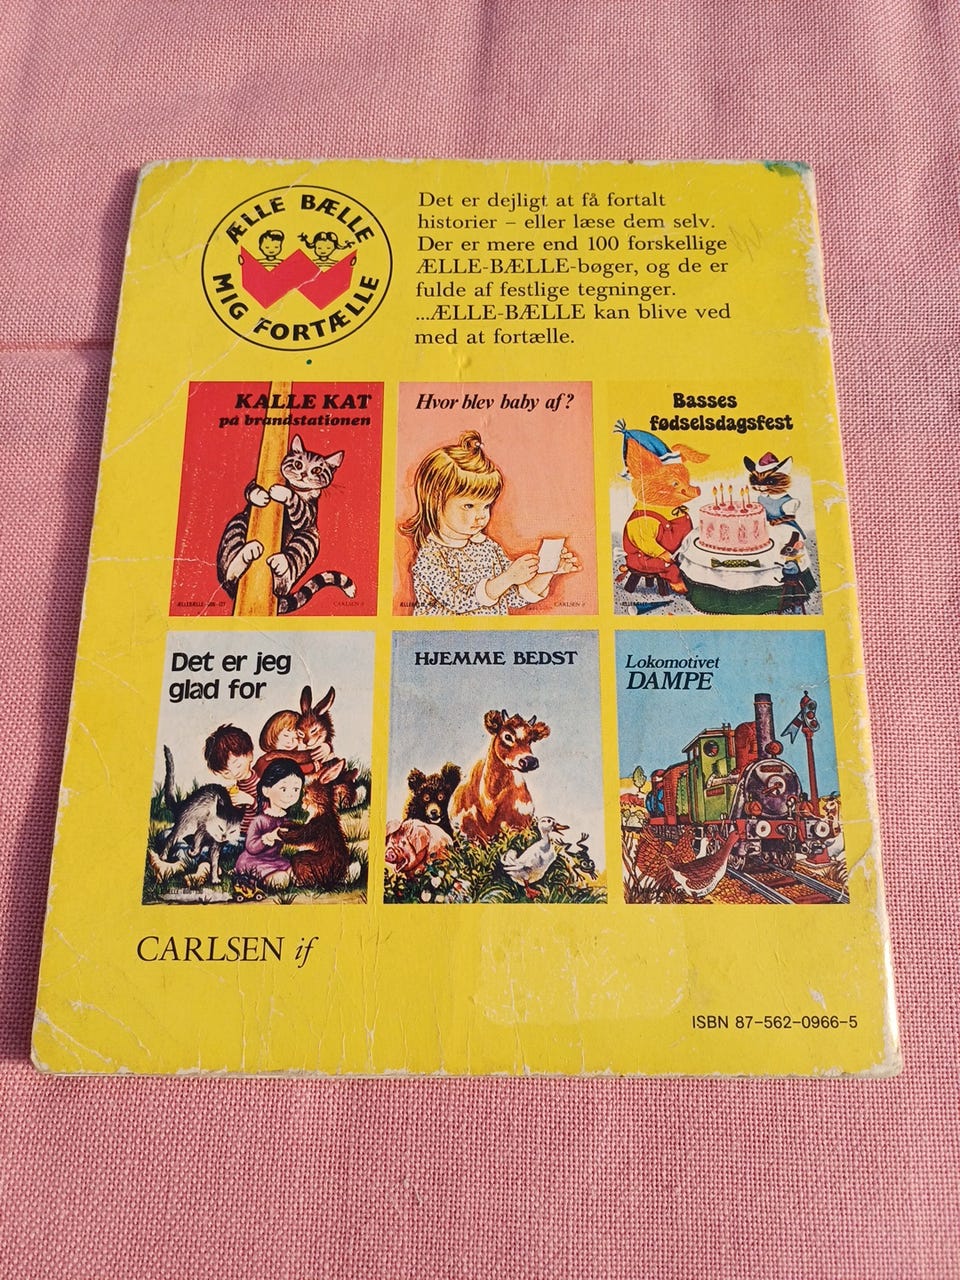 ÆLLE BÆLLE
MIG FORTÆLLE
Det er dejligt at få fortalt
historier – eller læse dem selv.
Der er mere end 100 forskellige
ÆLLE-BÆLLE-bøger, og de er
fulde af festlige tegninger.
...ÆLLE-BÆLLE kan blive ved
med at fortælle.
KALLE KAT
på brandstationen
CARLSEN if
Hvor blev baby af?
CARLSEN if
Basses
fødselsdagsfest
Det er jeg
glad for
HJEMME BEDST
Lokomotivet
DAMPE
CARLSEN if
ISBN 87-562-0966-5